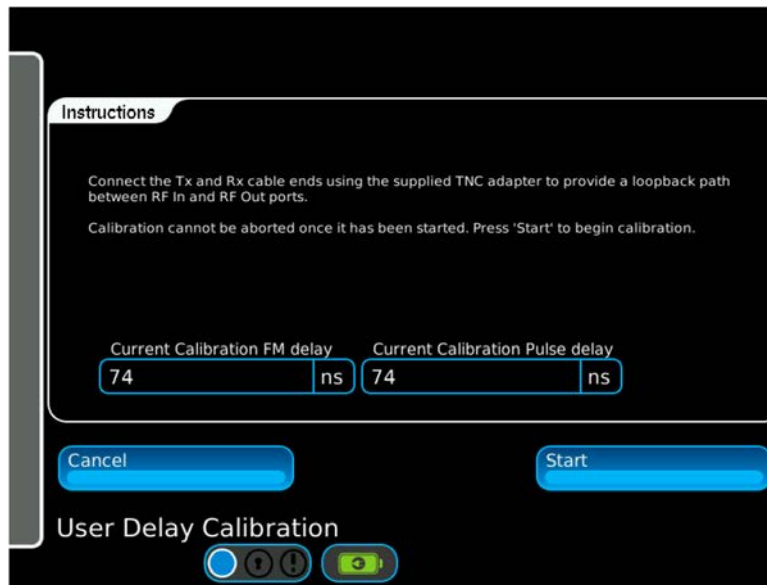 Instructions
Connect the Tx and Rx cable ends using the supplied TNC adapter to provide a loopback path
between RF In and RF Out ports.
Calibration cannot be aborted once it has been started. Press 'Start' to begin calibration.
Current Calibration FM delay Current Calibration Pulse delay
74 ns 74 ns
Cancel Start
User Delay Calibration